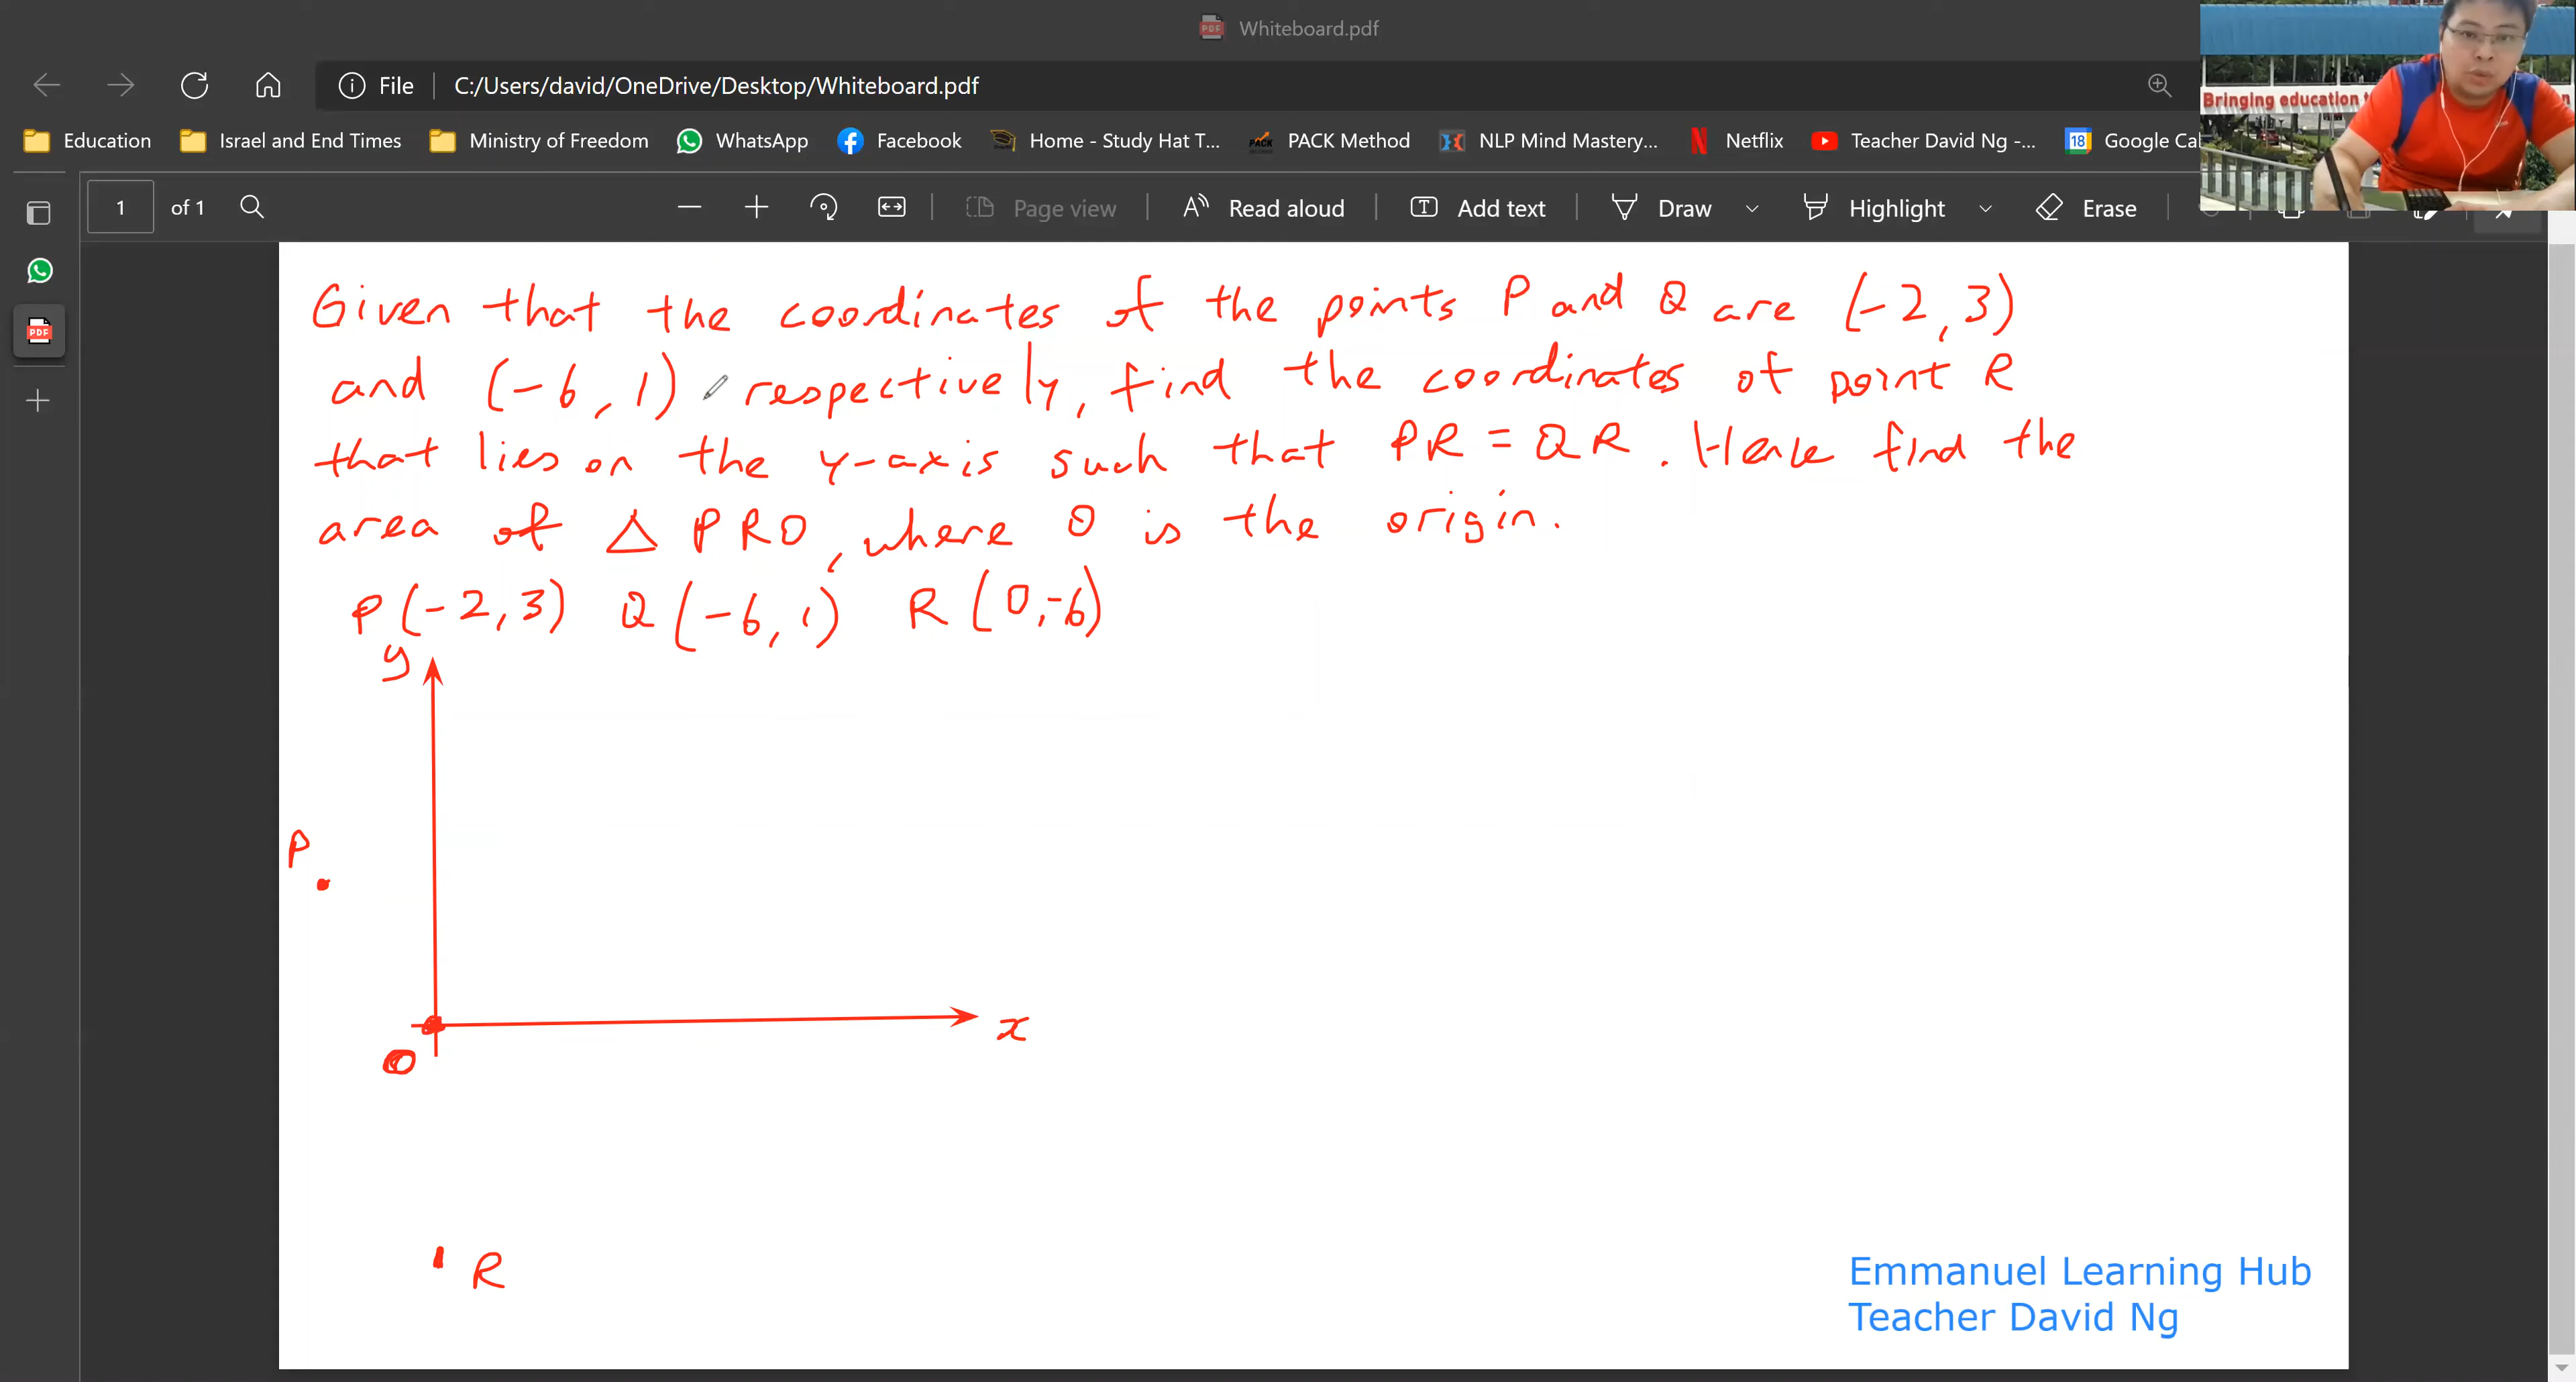 Whiteboard.pdf
File C:/Users/david/OneDrive/Desktop/Whiteboard.pdf
Education Israel and End Times Ministry of Freedom WhatsApp Facebook Home - Study Hat T... PACK Method NLP Mind Mastery... Netflix Teacher David Ng -... 18 Google Cal
Bringing education t
1 of 1 Page view Read aloud Add text Draw Highlight Erase
Given that the coordinates of the points P and Q are (-2, 3)
and (-6, 1) respectively, find the coordinates of point R
that lies on the y-axis such that PR = QR. Hence find the
area of △ PRO, where O is the origin.
P(-2, 3) Q(-6, 1) R(0, -6)
y
P
x
O
R
Emmanuel Learning Hub
Teacher David Ng